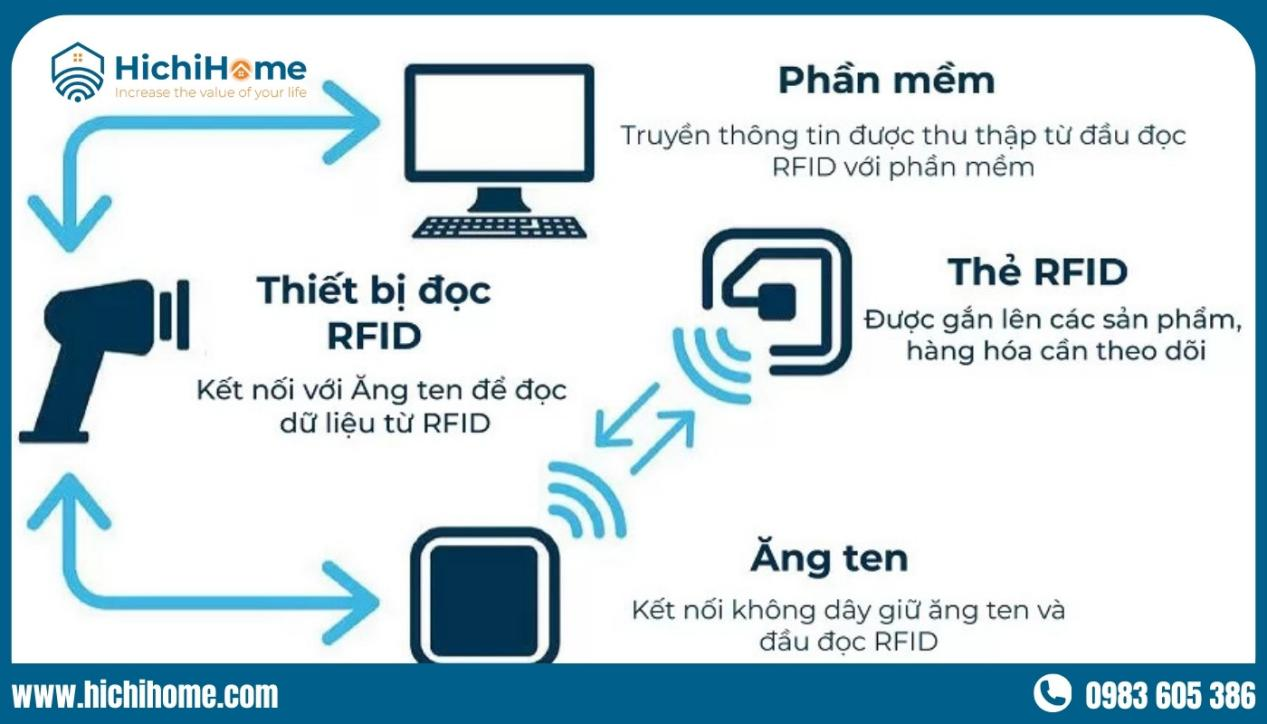 HichiHome
Increase the value of your life
Phần mềm
Truyền thông tin được thu thập từ đầu đọc
RFID với phần mềm
Thiết bị đọc
RFID
Kết nối với Ăng ten để đọc
dữ liệu từ RFID
Thẻ RFID
Được gắn lên các sản phẩm,
hàng hóa cần theo dõi
Ăng ten
Kết nối không dây giữ ăng ten và
đầu đọc RFID
www.hichihome.com
0983 605 386